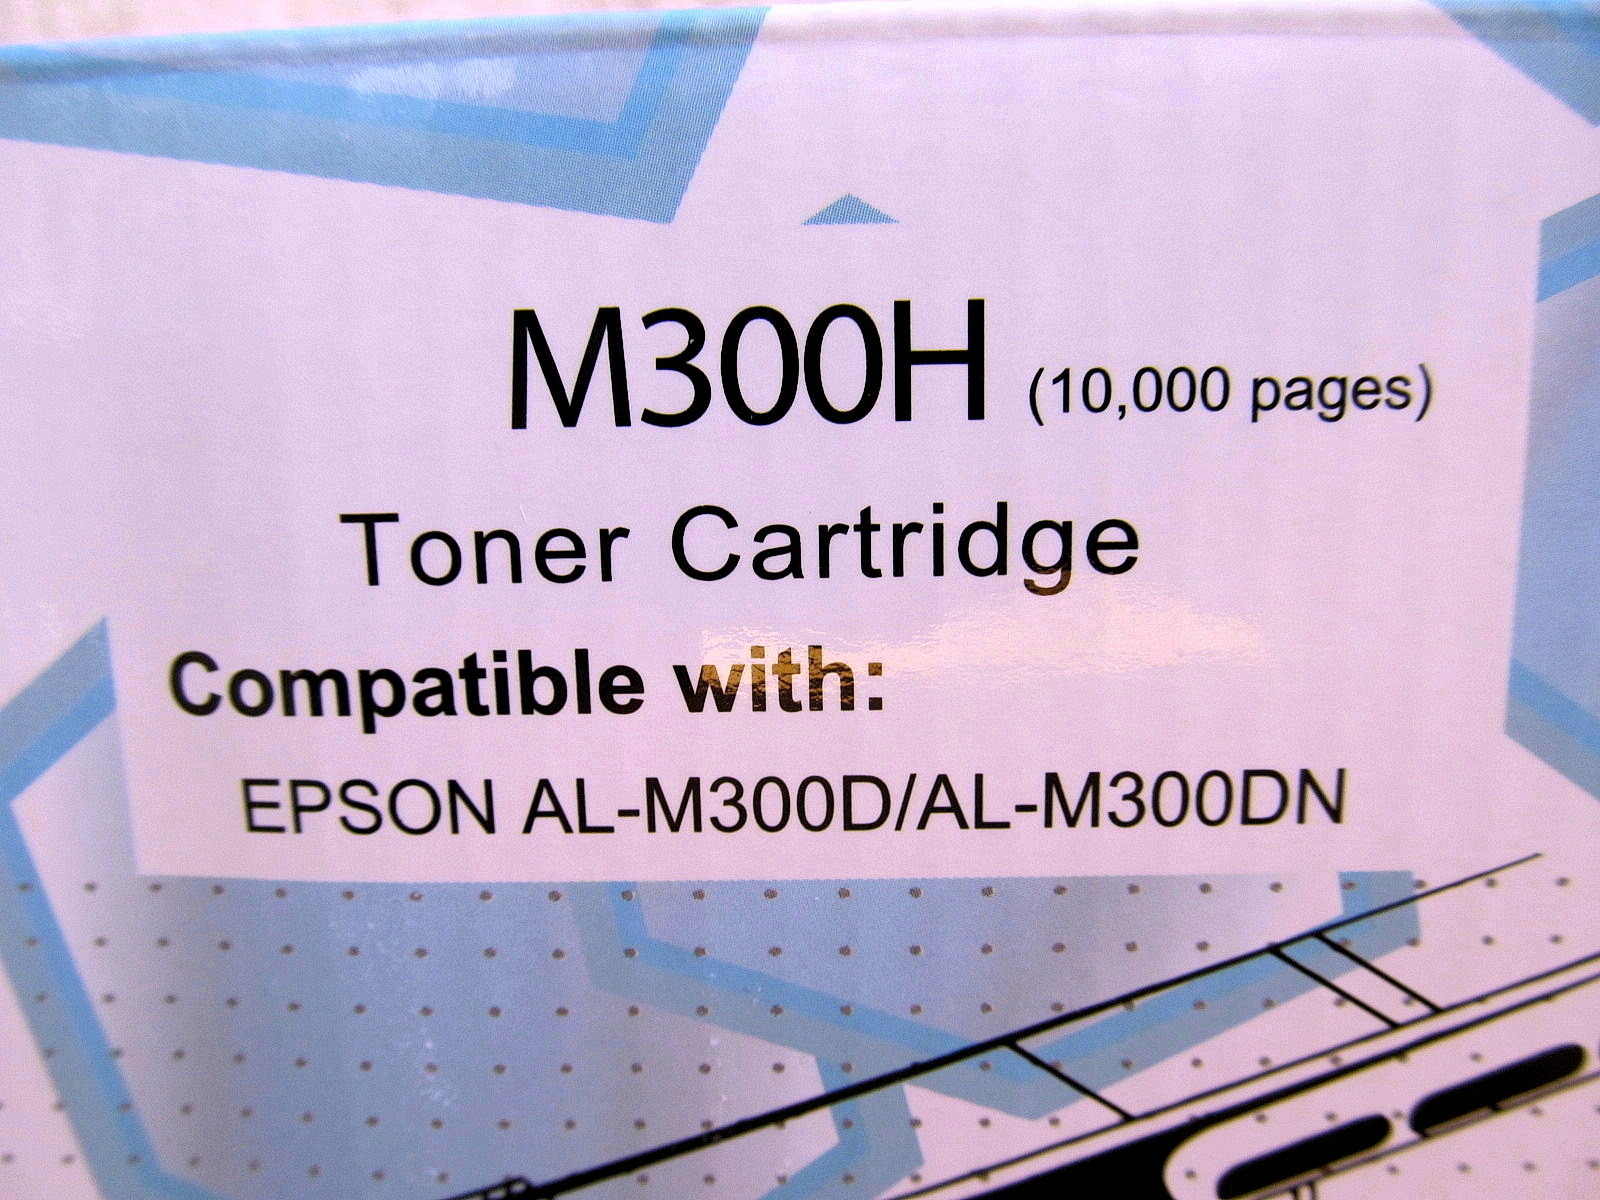 M300H (10,000 pages)
Toner Cartridge
Compatible with:
EPSON AL-M300D/AL-M300DN